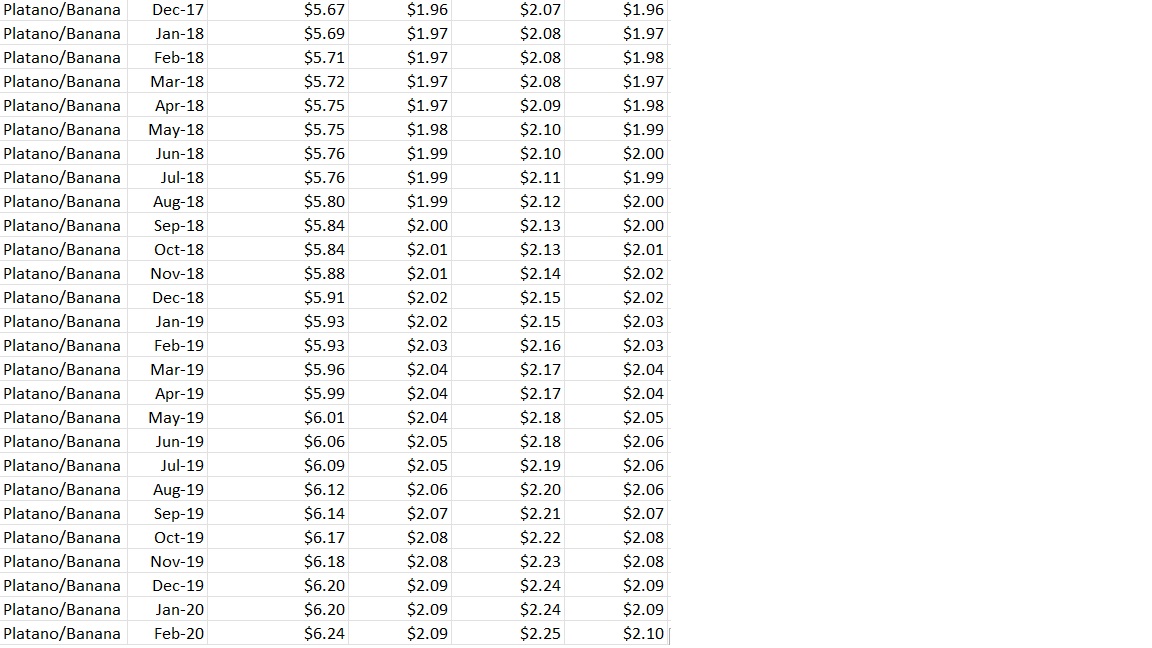 Platano/Banana Dec-17 $5.67 $1.96 $2.07 $1.96
Platano/Banana Jan-18 $5.69 $1.97 $2.08 $1.97
Platano/Banana Feb-18 $5.71 $1.97 $2.08 $1.98
Platano/Banana Mar-18 $5.72 $1.97 $2.08 $1.97
Platano/Banana Apr-18 $5.75 $1.97 $2.09 $1.98
Platano/Banana May-18 $5.75 $1.98 $2.10 $1.99
Platano/Banana Jun-18 $5.76 $1.99 $2.10 $2.00
Platano/Banana Jul-18 $5.76 $1.99 $2.11 $1.99
Platano/Banana Aug-18 $5.80 $1.99 $2.12 $2.00
Platano/Banana Sep-18 $5.84 $2.00 $2.13 $2.00
Platano/Banana Oct-18 $5.84 $2.01 $2.13 $2.01
Platano/Banana Nov-18 $5.88 $2.01 $2.14 $2.02
Platano/Banana Dec-18 $5.91 $2.02 $2.15 $2.02
Platano/Banana Jan-19 $5.93 $2.02 $2.15 $2.03
Platano/Banana Feb-19 $5.93 $2.03 $2.16 $2.03
Platano/Banana Mar-19 $5.96 $2.04 $2.17 $2.04
Platano/Banana Apr-19 $5.99 $2.04 $2.17 $2.04
Platano/Banana May-19 $6.01 $2.04 $2.18 $2.05
Platano/Banana Jun-19 $6.06 $2.05 $2.18 $2.06
Platano/Banana Jul-19 $6.09 $2.05 $2.19 $2.06
Platano/Banana Aug-19 $6.12 $2.06 $2.20 $2.06
Platano/Banana Sep-19 $6.14 $2.07 $2.21 $2.07
Platano/Banana Oct-19 $6.17 $2.08 $2.22 $2.08
Platano/Banana Nov-19 $6.18 $2.08 $2.23 $2.08
Platano/Banana Dec-19 $6.20 $2.09 $2.24 $2.09
Platano/Banana Jan-20 $6.20 $2.09 $2.24 $2.09
Platano/Banana Feb-20 $6.24 $2.09 $2.25 $2.10